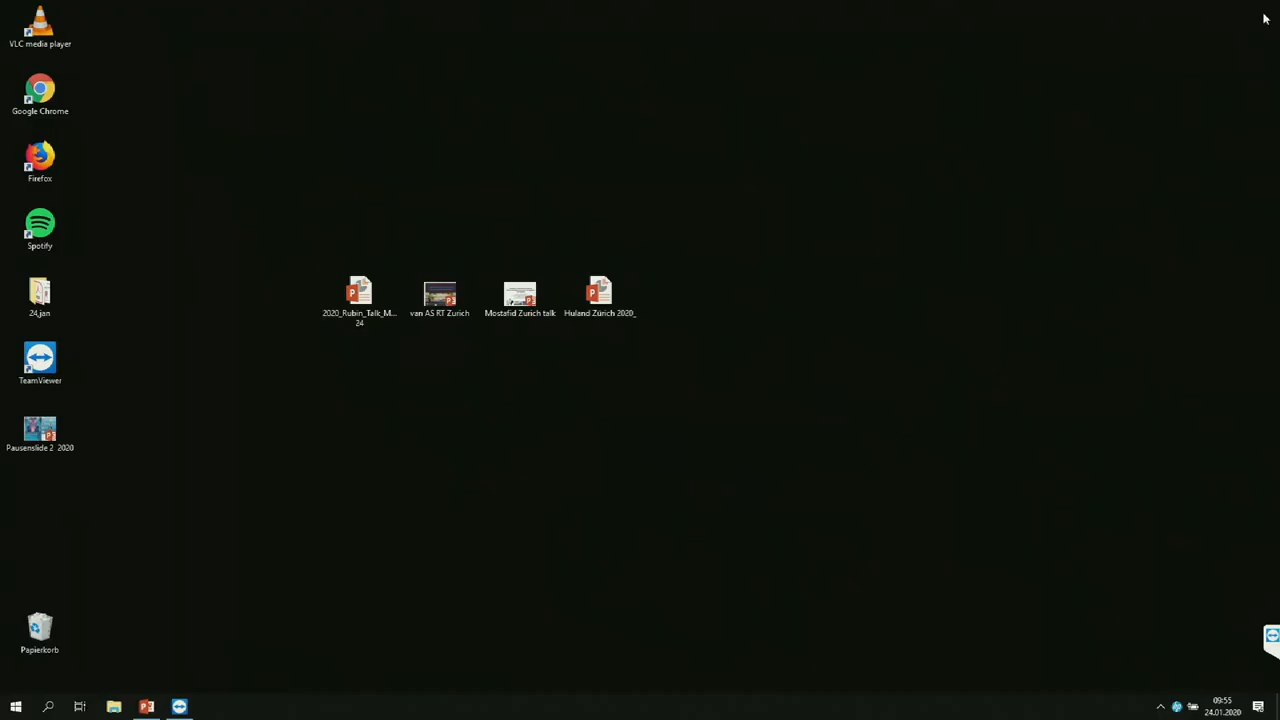 VLC media player
Google Chrome
Firefox
Spotify
24.jan
TeamViewer
Pausenslide 2 2020
Papierkorb
2020_Rubin_Talk_M...
24
van AS RT Zurich
Mostafid Zurich talk
Huland Zürich 2020_
09:55
24.01.2020